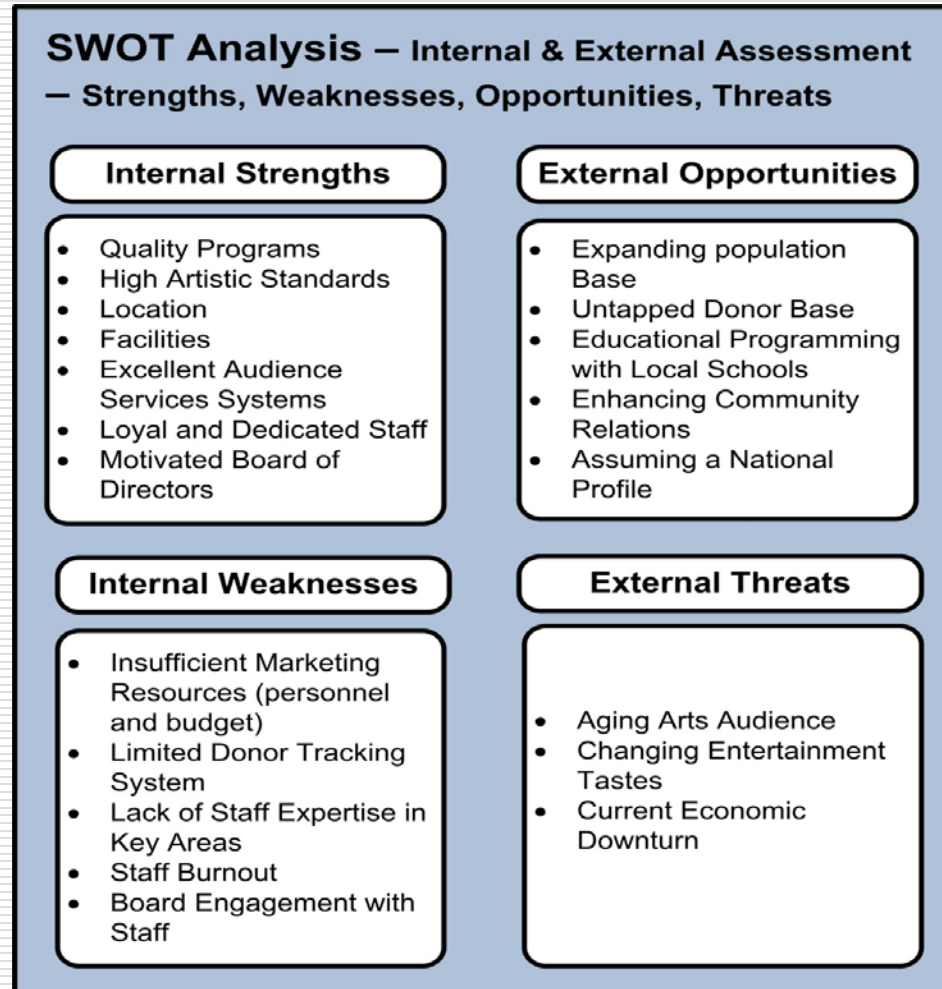 SWOT Analysis – Internal & External Assessment
– Strengths, Weaknesses, Opportunities, Threats
Internal Strengths
• Quality Programs
• High Artistic Standards
• Location
• Facilities
• Excellent Audience
Services Systems
• Loyal and Dedicated Staff
• Motivated Board of
Directors
External Opportunities
• Expanding population
Base
• Untapped Donor Base
• Educational Programming
with Local Schools
• Enhancing Community
Relations
• Assuming a National
Profile
Internal Weaknesses
• Insufficient Marketing
Resources (personnel
and budget)
• Limited Donor Tracking
System
• Lack of Staff Expertise in
Key Areas
• Staff Burnout
• Board Engagement with
Staff
External Threats
• Aging Arts Audience
• Changing Entertainment
Tastes
• Current Economic
Downturn